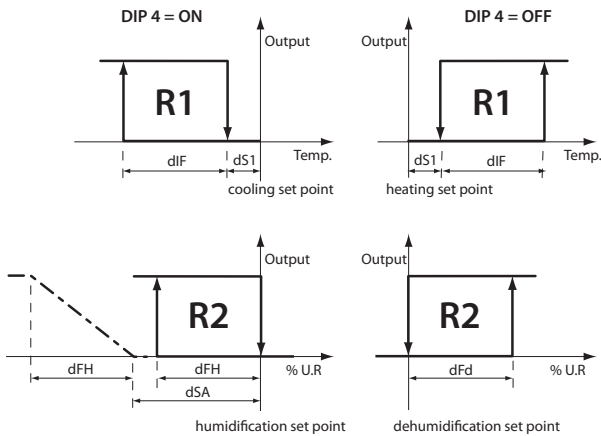 DIP 4 = ON
DIP 4 = OFF
Output
Output
R1
R1
dIF
dS1
Temp.
dS1
dIF
Temp.
cooling set point
heating set point
Output
Output
R2
R2
dFH
dFH
% U.R
dFd
% U.R
dSA
humidification set point
dehumidification set point